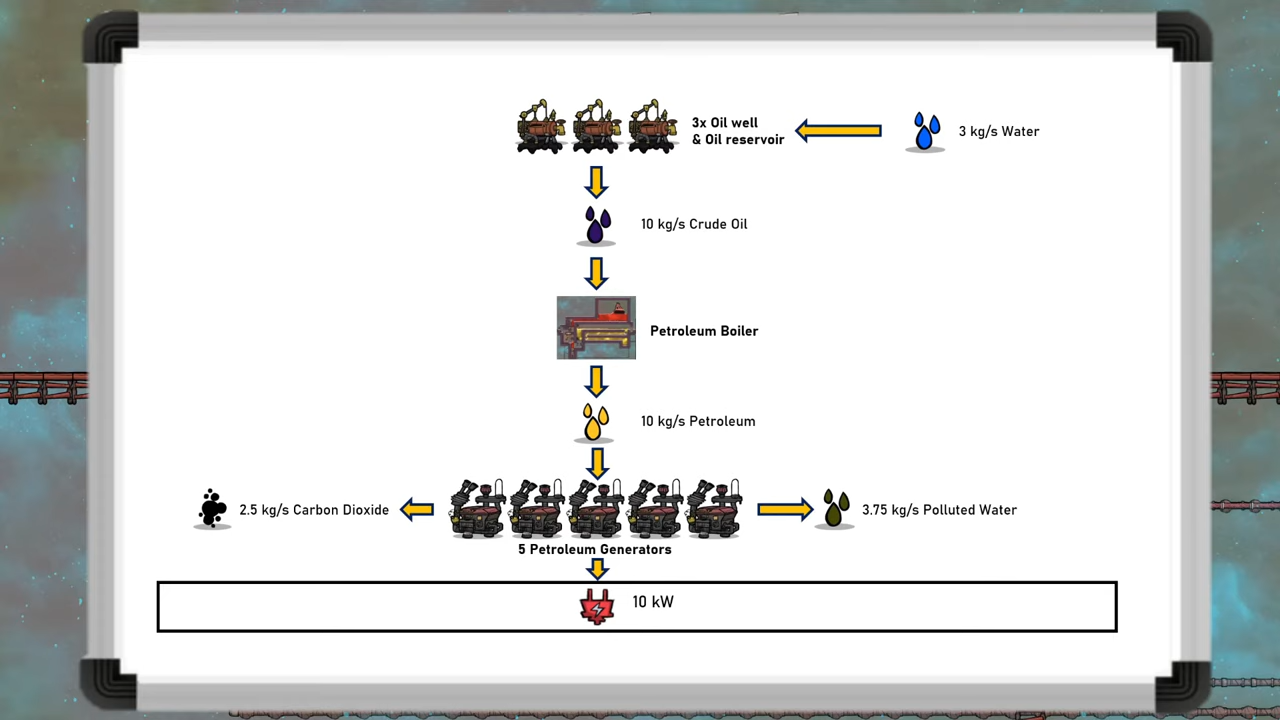 3x Oil well
& Oil reservoir
3 kg/s Water
10 kg/s Crude Oil
Petroleum Boiler
10 kg/s Petroleum
2.5 kg/s Carbon Dioxide
3.75 kg/s Polluted Water
5 Petroleum Generators
10 kW